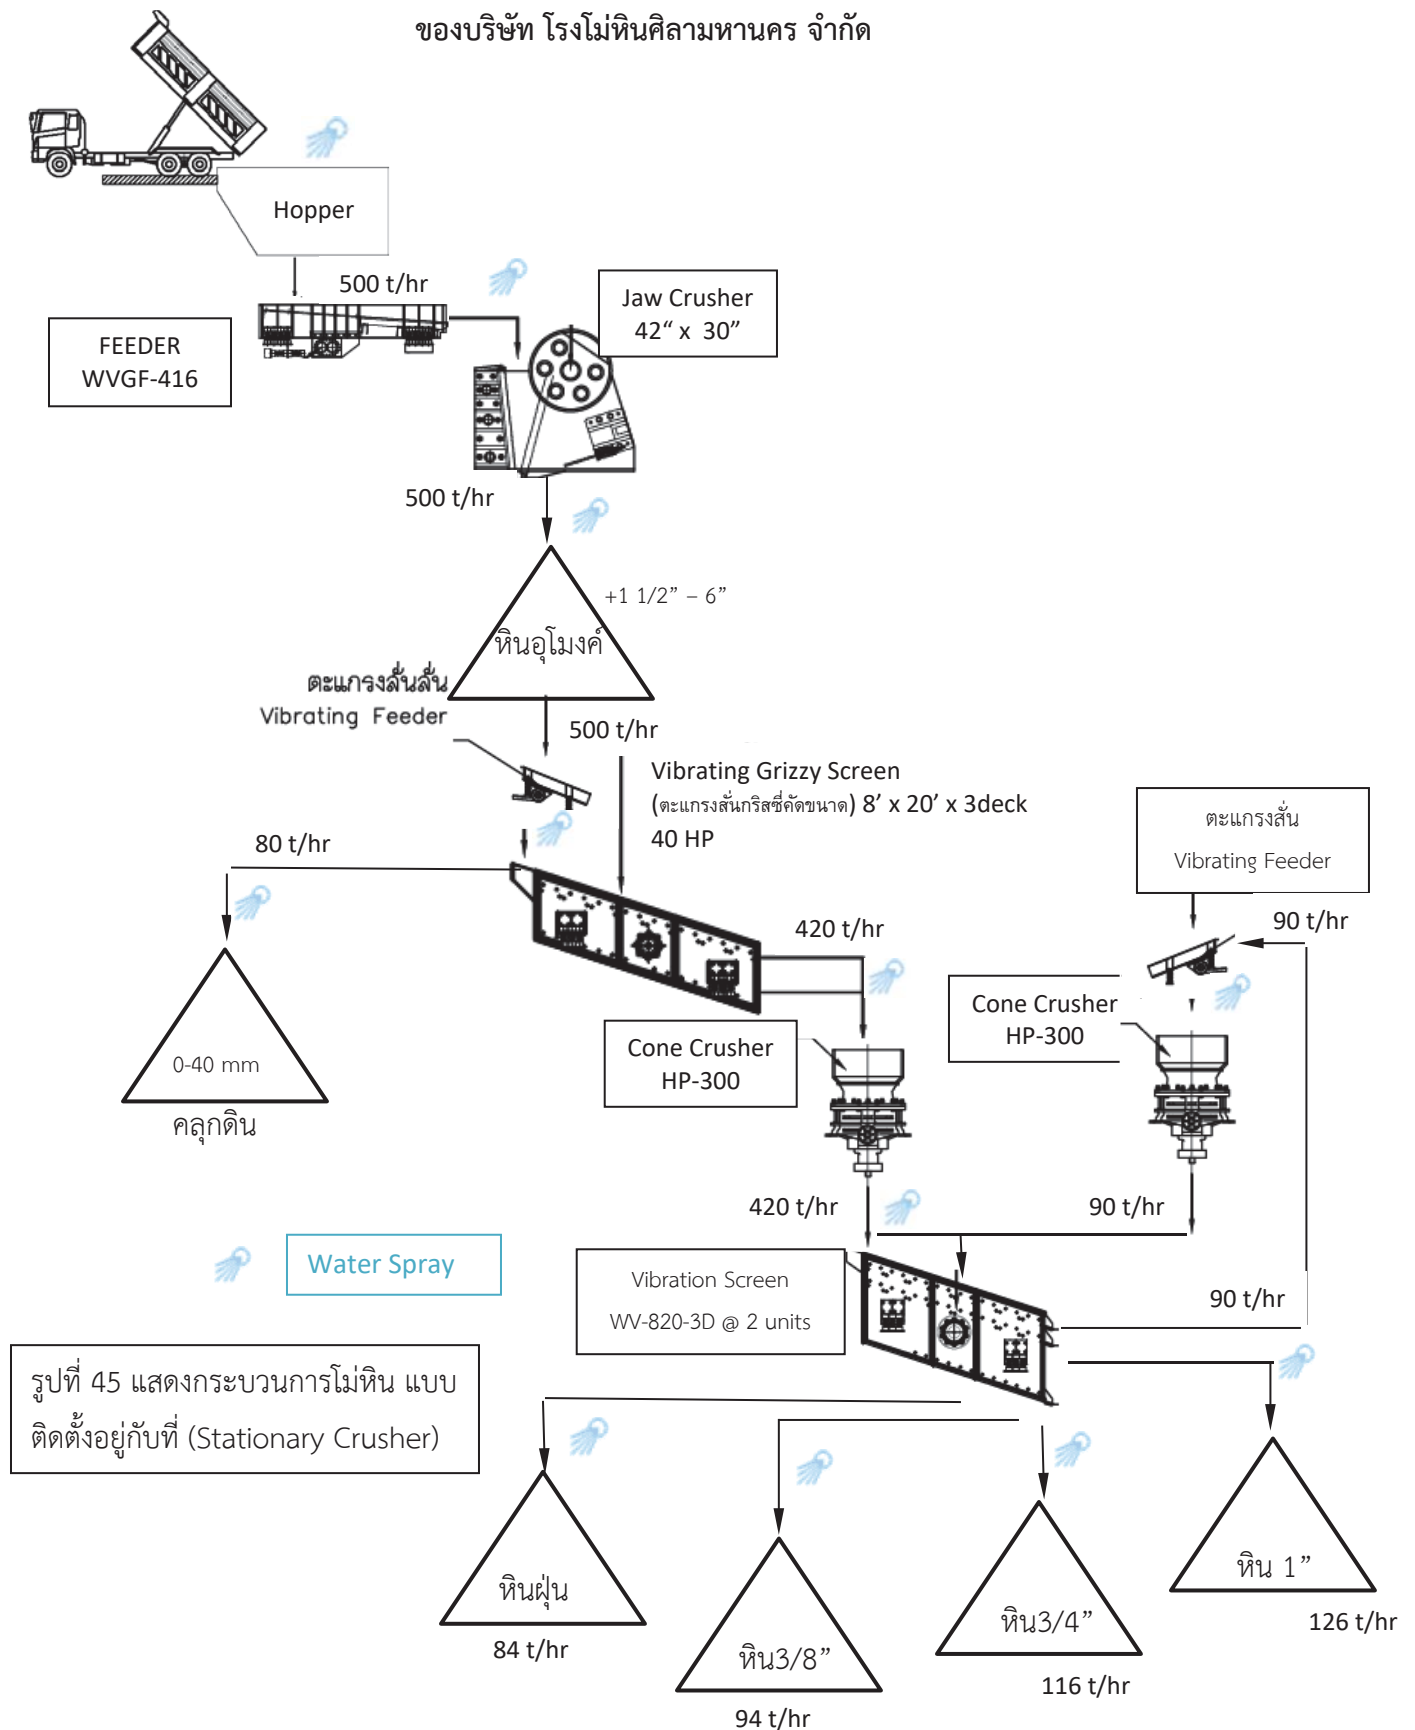 ของบริษัท โรงโม่หินศิลามหานคร จำกัด
Hopper
500 t/hr
Jaw Crusher
42“ x 30”
FEEDER
WVGF-416
500 t/hr
+1 1/2” – 6”
หินอุโมงค์
ตะแกรงลั่นลั่น
Vibrating Feeder
500 t/hr
Vibrating Grizzy Screen
(ตะแกรงสั่นกริสซี่คัดขนาด) 8’ x 20’ x 3deck
40 HP
ตะแกรงสั่น
Vibrating Feeder
80 t/hr
420 t/hr
90 t/hr
Cone Crusher
HP-300
Cone Crusher
HP-300
0-40 mm
คลุกดิน
420 t/hr
90 t/hr
Water Spray
Vibration Screen
WV-820-3D @ 2 units
90 t/hr
รูปที่ 45 แสดงกระบวนการโม่หิน แบบ
ติดตั้งอยู่กับที่ (Stationary Crusher)
หินฝุ่น
84 t/hr
หิน3/8”
94 t/hr
หิน3/4”
116 t/hr
หิน 1”
126 t/hr